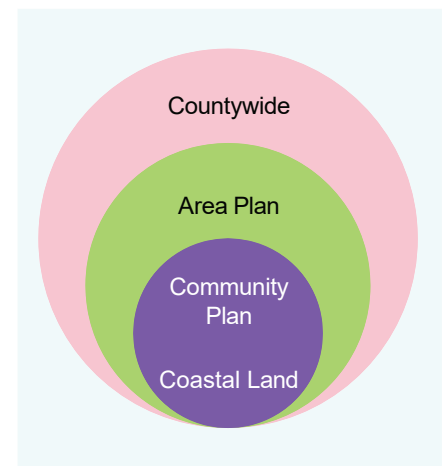 Countywide
Area Plan
Community
Plan
Coastal Land